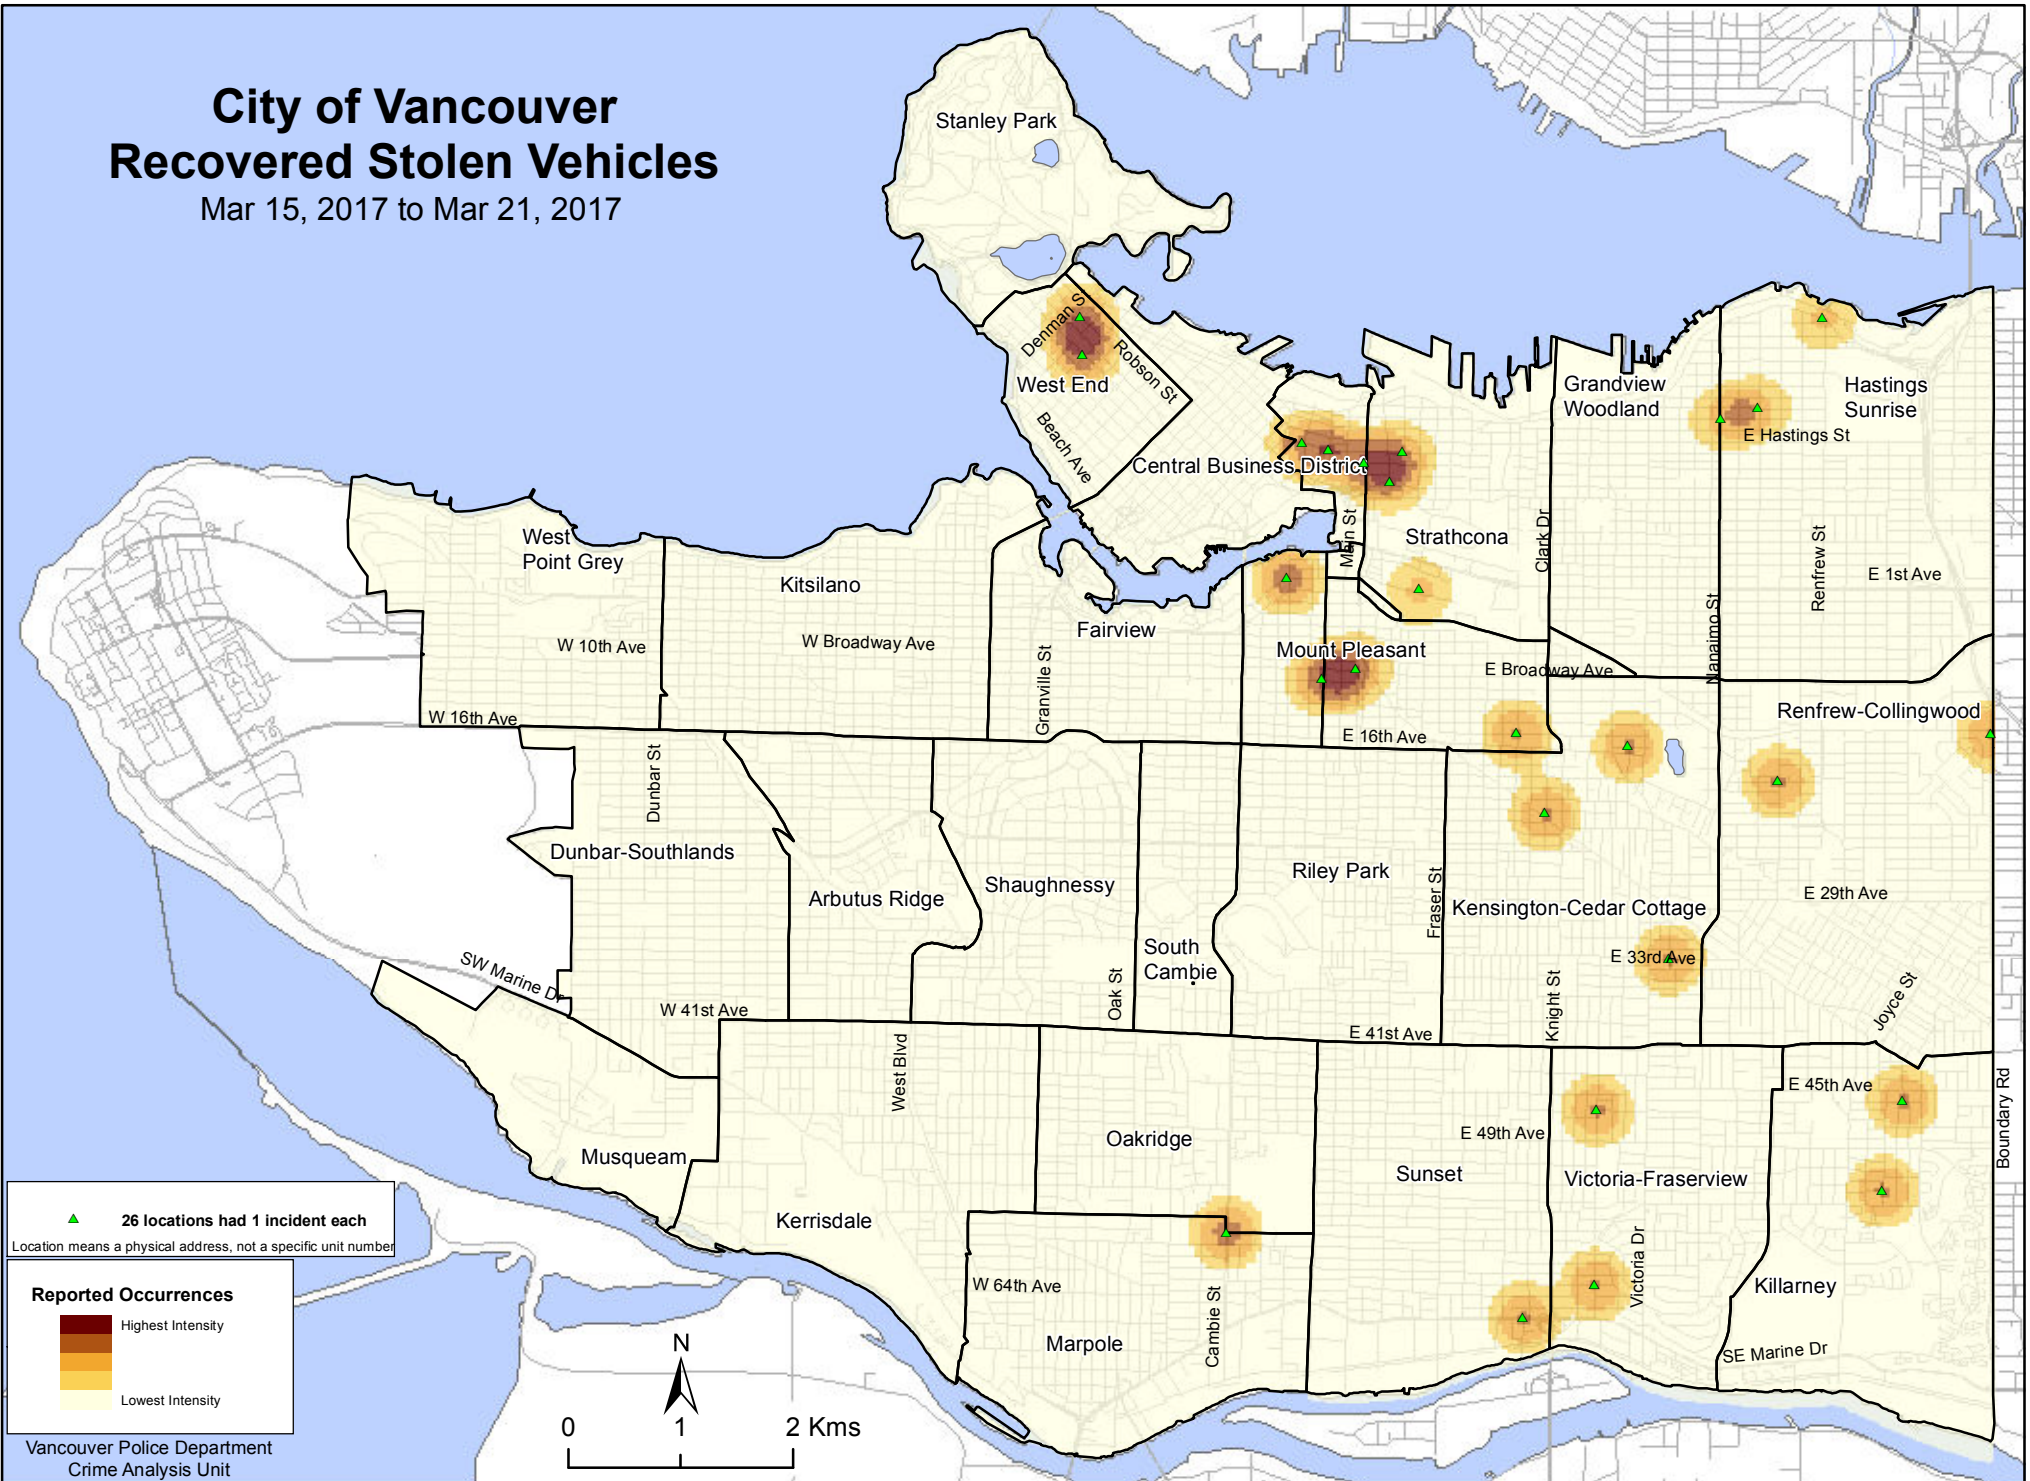 City of Vancouver
Recovered Stolen Vehicles
Mar 15, 2017 to Mar 21, 2017
Stanley Park
Denman St
Robson St
West End
Beach Ave
Central Business District
Grandview
Woodland
Hastings
Sunrise
E Hastings St
Main St
Strathcona
Clark Dr
Nanaimo St
Renfrew St
E 1st Ave
West
Point Grey
Kitsilano
Fairview
W 10th Ave
W Broadway Ave
Granville St
Mount Pleasant
E Broadway Ave
W 16th Ave
E 16th Ave
Renfrew-Collingwood
Dunbar St
Dunbar-Southlands
Arbutus Ridge
Shaughnessy
Riley Park
Fraser St
Kensington-Cedar Cottage
E 29th Ave
South
Cambie
E 33rd Ave
SW Marine Dr
W 41st Ave
Oak St
E 41st Ave
Knight St
Joyce St
West Blvd
E 45th Ave
Boundary Rd
Oakridge
E 49th Ave
Musqueam
Sunset
Victoria-Fraserview
Kerrisdale
W 64th Ave
Cambie St
Victoria Dr
Killarney
Marpole
SE Marine Dr
26 locations had 1 incident each
Location means a physical address, not a specific unit number
Reported Occurrences
Highest Intensity
Lowest Intensity
Vancouver Police Department
Crime Analysis Unit
N
0 1 2 Kms